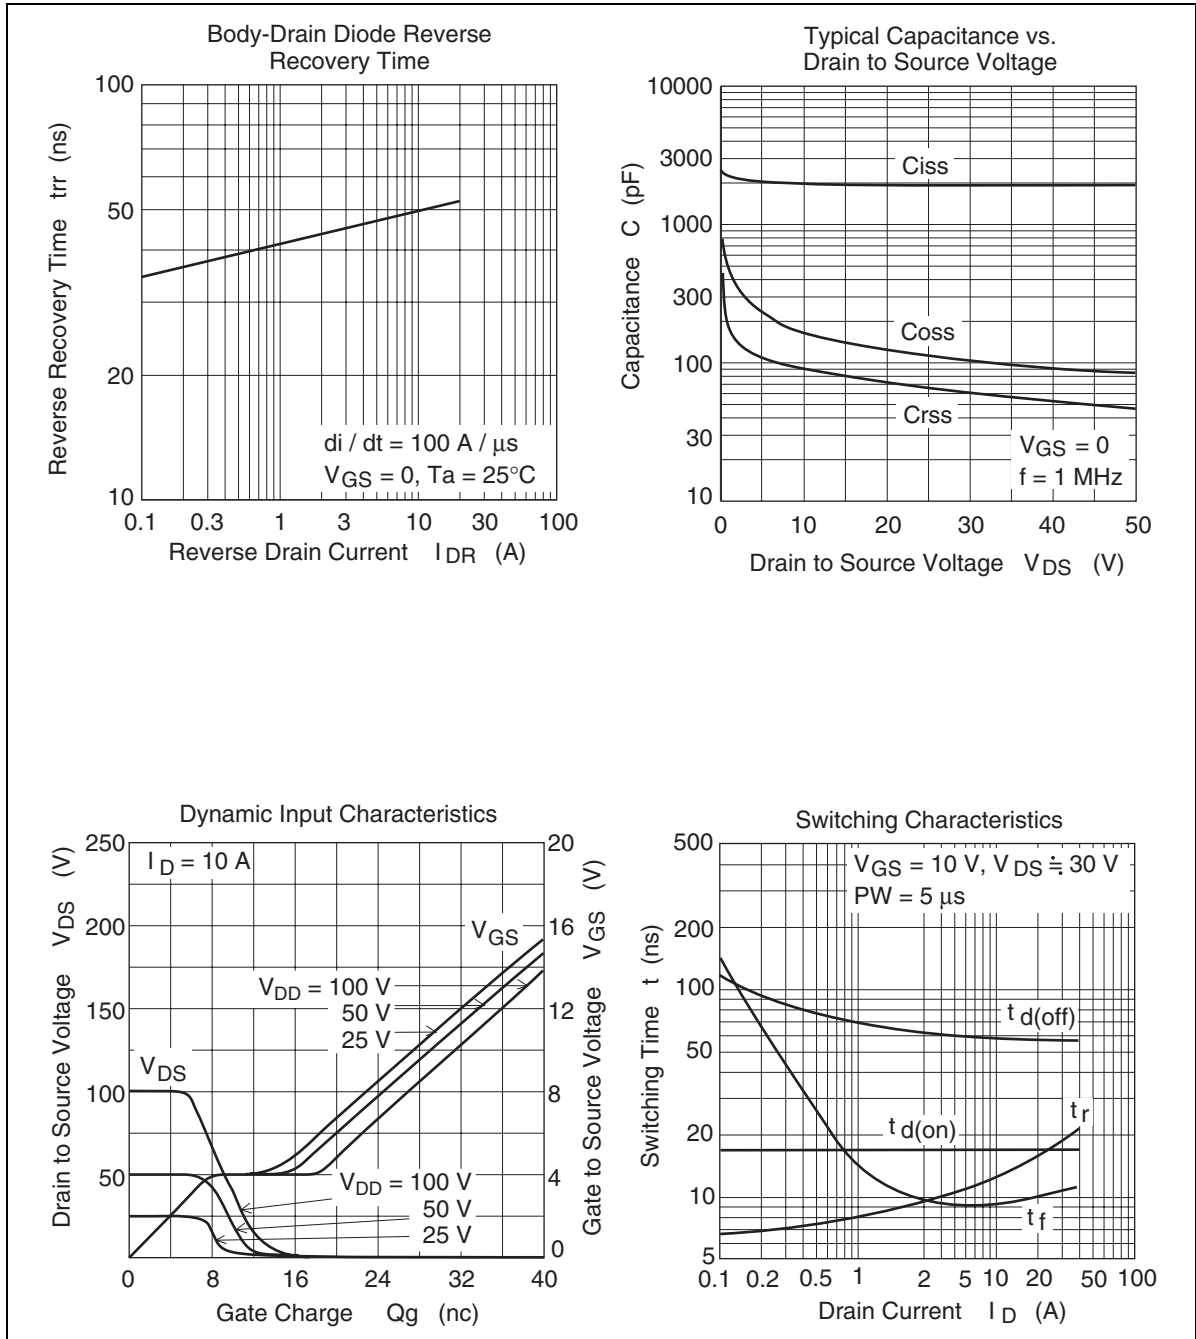 Body-Drain Diode Reverse
Recovery Time
Reverse Recovery Time trr (ns)
100
50
20
10
di / dt = 100 A / μs
VGS = 0, Ta = 25°C
0.1 0.3 1 3 10 30 100
Reverse Drain Current IDR (A)
Typical Capacitance vs.
Drain to Source Voltage
Capacitance C (pF)
10000
3000
1000
300
100
30
10
Ciss
Coss
Crss
VGS = 0
f = 1 MHz
0 10 20 30 40 50
Drain to Source Voltage VDS (V)
Dynamic Input Characteristics
Drain to Source Voltage VDS (V)
250
200
150
100
50
0
ID = 10 A
VGS
VDD = 100 V
50 V
25 V
VDS
VDD = 100 V
50 V
25 V
20
16
12
8
4
0
Gate to Source Voltage VGS (V)
0 8 16 24 32 40
Gate Charge Qg (nc)
Switching Characteristics
Switching Time t (ns)
500
200
100
50
20
10
5
VGS = 10 V, VDS ≒ 30 V
PW = 5 μs
td(off)
td(on)
tr
tf
0.1 0.2 0.5 1 2 5 10 20 50 100
Drain Current ID (A)